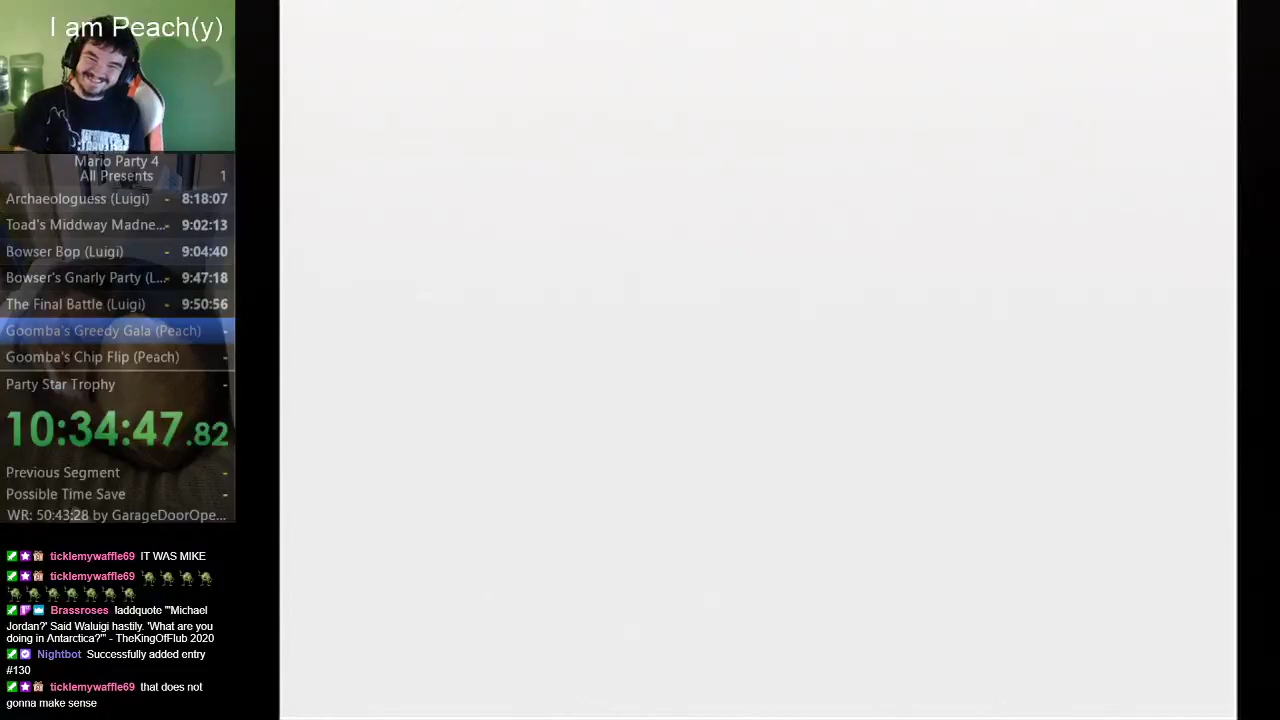 I am Peach(y)
Mario Party 4
All Presents 1
Archaeologuess (Luigi) - 8:18:07
Toad's Middway Madne... - 9:02:13
Bowser Bop (Luigi) - 9:04:40
Bowser's Gnarly Party (L... - 9:47:18
The Final Battle (Luigi) - 9:50:56
Goomba's Greedy Gala (Peach) -
Goomba's Chip Flip (Peach) -
Party Star Trophy -
10:34:47.82
Previous Segment -
Possible Time Save -
WR: 50:43:28 by GarageDoorOpe...
ticklemywaffle69 IT WAS MIKE
ticklemywaffle69
Brassroses !addquote "'Michael
Jordan?' Said Waluigi hastily. 'What are you
doing in Antarctica?'" - TheKingOfFlub 2020
Nightbot Successfully added entry
#130
ticklemywaffle69 that does not
gonna make sense